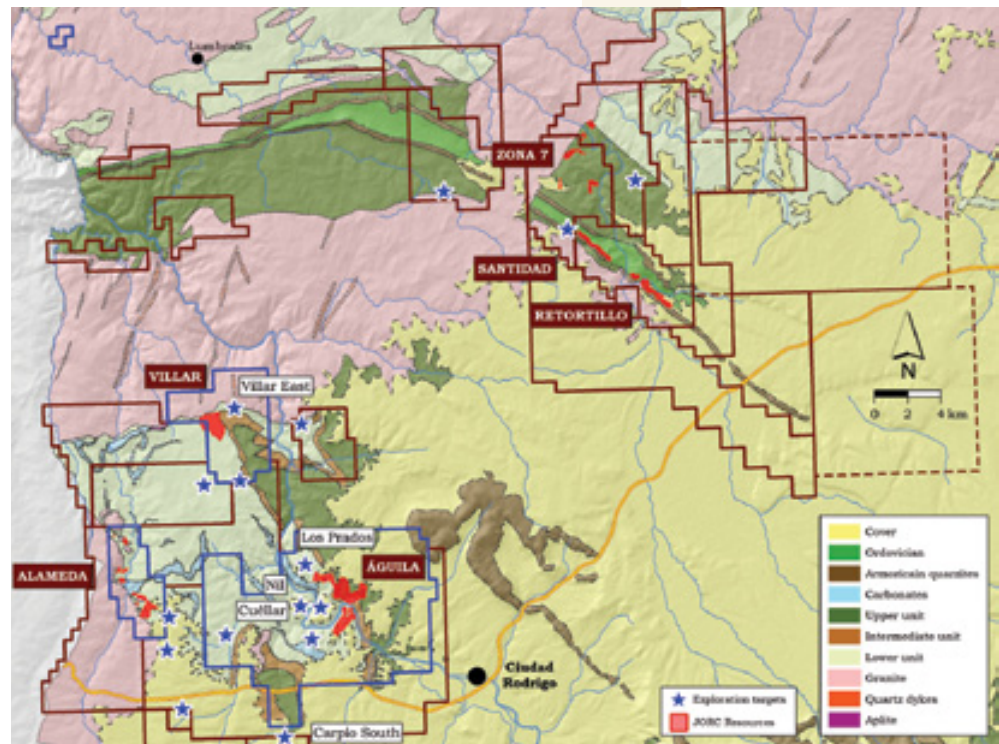 Lumbrales
ZONA 7
SANTIDAD
RETORTILLO
VILLAR
Villar East
N
0 2 4 km
Los Prados
ALAMEDA
ÁGUILA
Nil
Cuéllar
Ciudad
Rodrigo
Carpio South
Exploration targets
JORC Resources
Cover
Ordovician
Armorican quarzites
Carbonates
Upper unit
Intermediate unit
Lower unit
Granite
Quartz dykes
Aplite